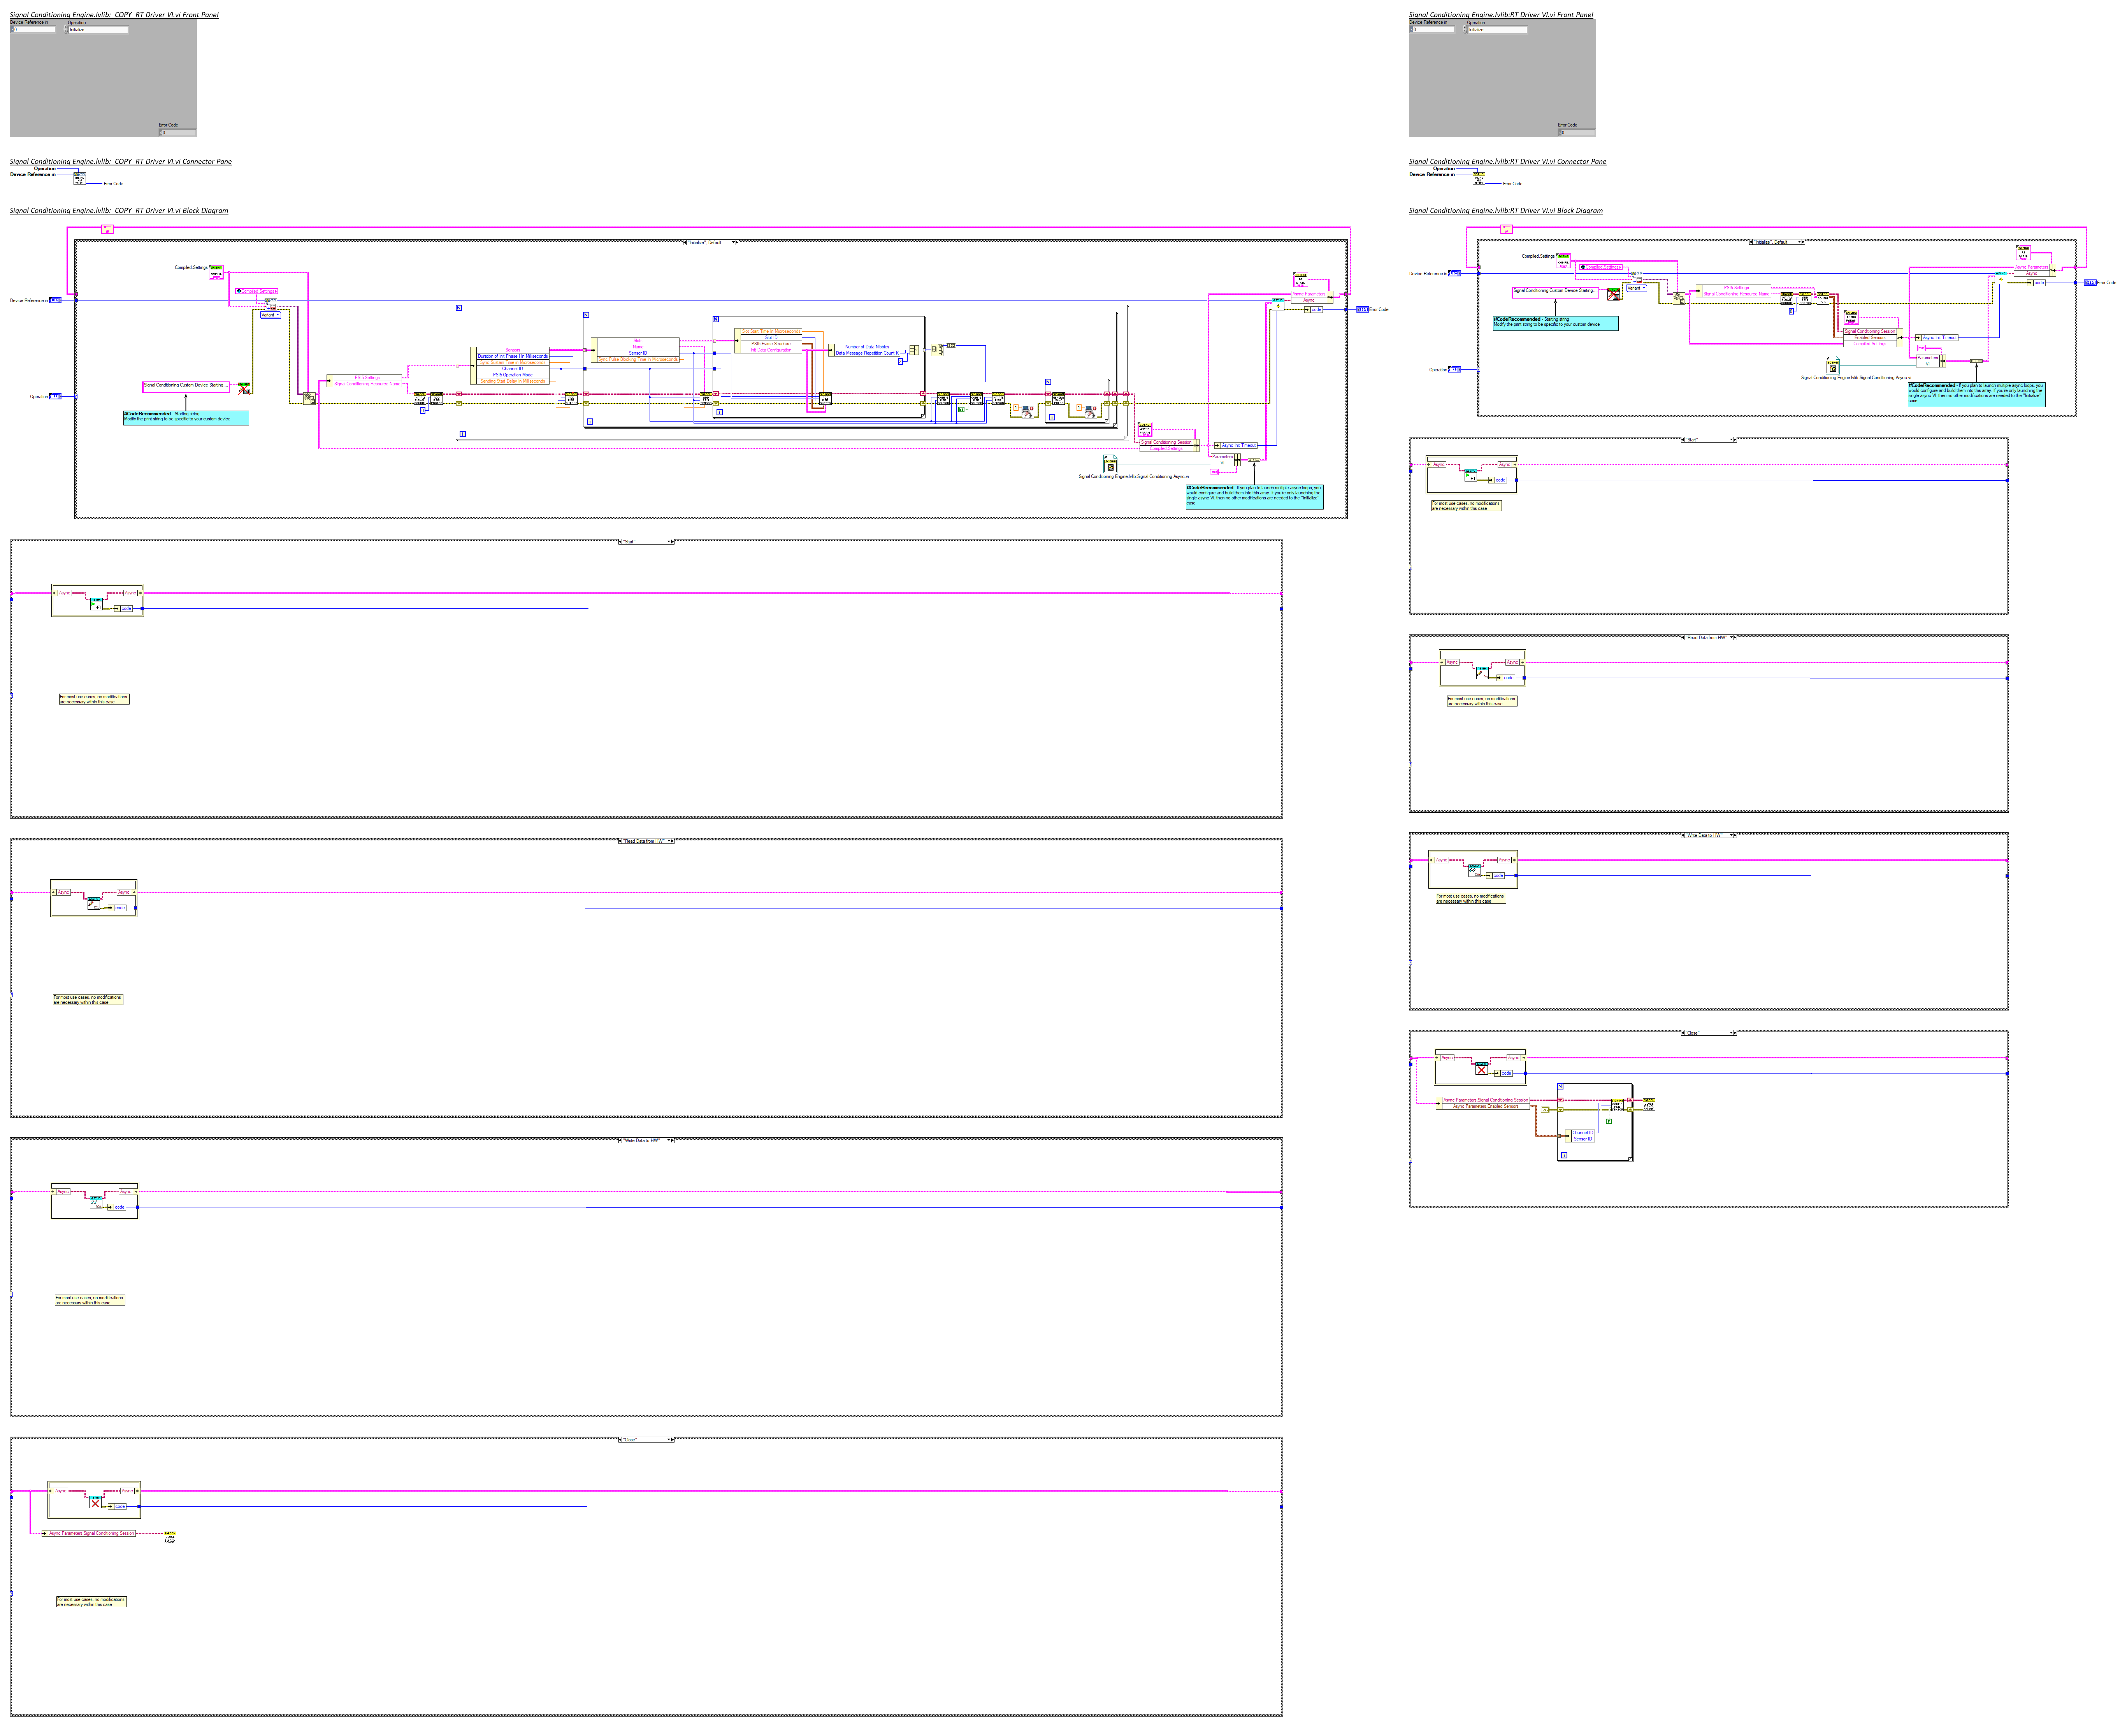 Signal Conditioning Engine.lvlib:_COPY_RT Driver VI.vi Front Panel
Device Reference in
Operation
0
Initialize
Error Code
0
Signal Conditioning Engine.lvlib:_COPY_RT Driver VI.vi Connector Pane
Operation
Device Reference in
Error Code
Signal Conditioning Engine.lvlib:_COPY_RT Driver VI.vi Block Diagram
"Initialize", Default
Compiled Settings
Compiled Settings
Variant
Device Reference in
Signal Conditioning Custom Device Starting...
Operation
#CodeRecommended - Starting string
Modify the print string to be specific to your custom device
PSI5 Settings
Signal Conditioning Resource Name
Sensors
Duration of Init Phase I In Milliseconds
Sync Sustain Time in Microseconds
Channel ID
PSI5 Operation Mode
Sending Start Delay in Milliseconds
Slots
Name
Sensor ID
Sync Pulse Blocking Time in Microseconds
Slot Start Time In Microseconds
Slot ID
PSI5 Frame Structure
Init Data Configuration
Number of Data Nibbles
Data Message Repetition Count K
Async Parameters
Async
code
Error Code
Signal Conditioning Session
Compiled Settings
Async Init Timeout
Parameters
VI
Signal Conditioning Engine.lvlib:Signal Conditioning Async.vi
#CodeRecommended - If you plan to launch multiple async loops, you
would configure and build them into this array. If you're only launching the
single async VI, then no other modifications are needed to the "Initialize"
case.
"Start"
Async
Async
code
For most use cases, no modifications
are necessary within this case
"Read Data from HW"
Async
Async
code
For most use cases, no modifications
are necessary within this case
"Write Data to HW"
Async
Async
code
For most use cases, no modifications
are necessary within this case
"Close"
Async
Async
code
Async Parameters.Signal Conditioning Session
For most use cases, no modifications
are necessary within this case
Signal Conditioning Engine.lvlib:RT Driver VI.vi Front Panel
Device Reference in
Operation
0
Initialize
Error Code
0
Signal Conditioning Engine.lvlib:RT Driver VI.vi Connector Pane
Operation
Device Reference in
Error Code
Signal Conditioning Engine.lvlib:RT Driver VI.vi Block Diagram
"Initialize", Default
Compiled Settings
Compiled Settings
Device Reference in
Variant
Signal Conditioning Custom Device Starting...
#CodeRecommended - Starting string
Modify the print string to be specific to your custom device
PSI5 Settings
Signal Conditioning Resource Name
Async Parameters
Async
code
Error Code
Signal Conditioning Session
Enabled Sensors
Compiled Settings
Async Init Timeout
Parameters
VI
Operation
Signal Conditioning Engine.lvlib:Signal Conditioning Async.vi
#CodeRecommended - If you plan to launch multiple async loops, you
would configure and build them into this array. If you're only launching the
single async VI, then no other modifications are needed to the "Initialize"
case.
"Start"
Async
Async
code
For most use cases, no modifications
are necessary within this case
"Read Data from HW"
Async
Async
code
For most use cases, no modifications
are necessary within this case
"Write Data to HW"
Async
Async
code
For most use cases, no modifications
are necessary within this case
"Close"
Async
Async
code
Async Parameters.Signal Conditioning Session
Async Parameters.Enabled Sensors
Channel ID
Sensor ID